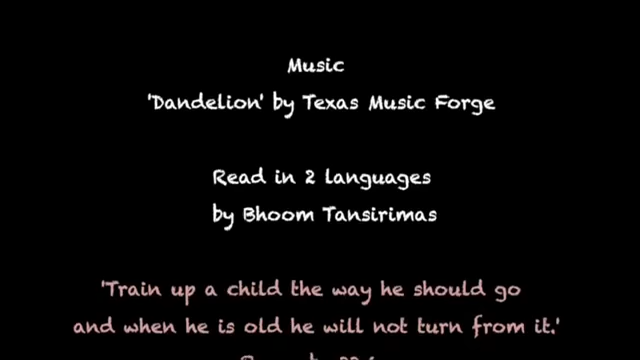 Music
'Dandelion' by Texas Music Forge
Read in 2 languages
by Bhoom Tansirimas
'Train up a child the way he should go
and when he is old he will not turn from it.'